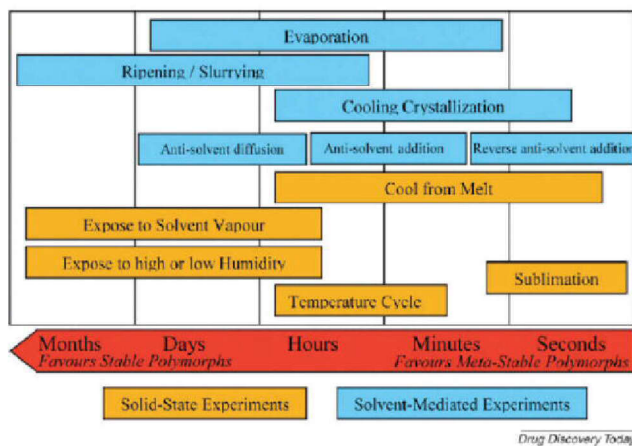 Evaporation
Ripening / Slurrying
Cooling Crystallization
Anti-solvent diffusion
Anti-solvent addition
Reverse anti-solvent addition
Cool from Melt
Expose to Solvent Vapour
Expose to high or low Humidity
Sublimation
Temperature Cycle
Months Days Hours Minutes Seconds
Favours Stable Polymorphs Favours Meta-Stable Polymorphs
Solid-State Experiments Solvent-Mediated Experiments
Drug Discovery Today